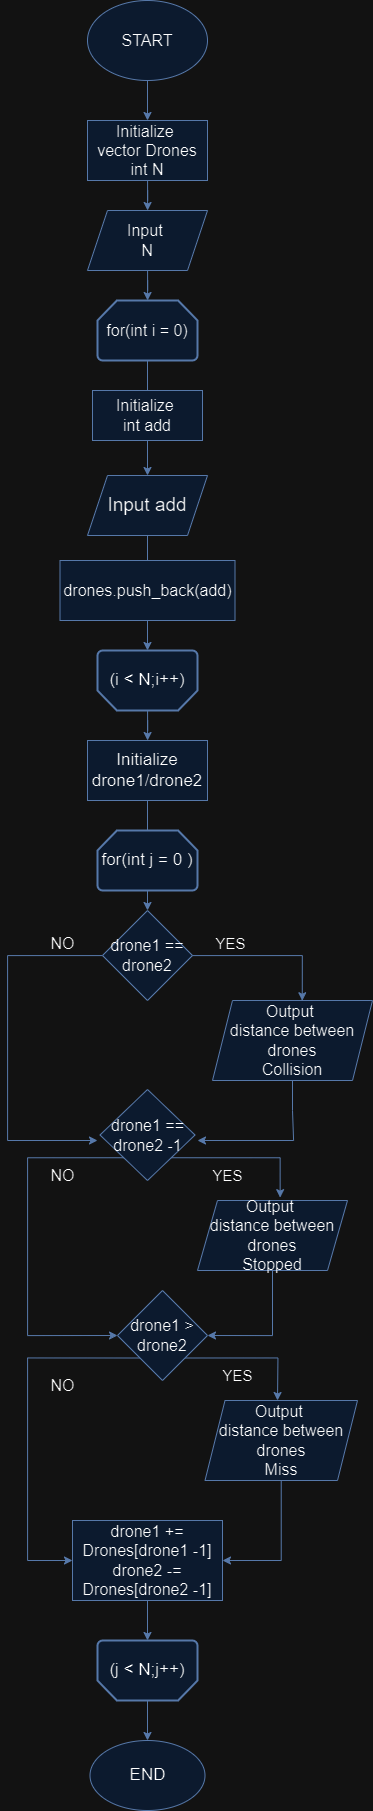 START
Initialize
vector Drones
int N
Input
N
for(int i = 0)
Initialize
int add
Input add
drones.push_back(add)
(i < N;i++)
Initialize
drone1/drone2
for(int j = 0 )
NO
drone1 ==
drone2
YES
Output
distance between
drones
Collision
drone1 ==
drone2 -1
NO
YES
Output
distance between
drones
Stopped
drone1 >
drone2
NO
YES
Output
distance between
drones
Miss
drone1 +=
Drones[drone1 -1]
drone2 -=
Drones[drone2 -1]
(j < N;j++)
END